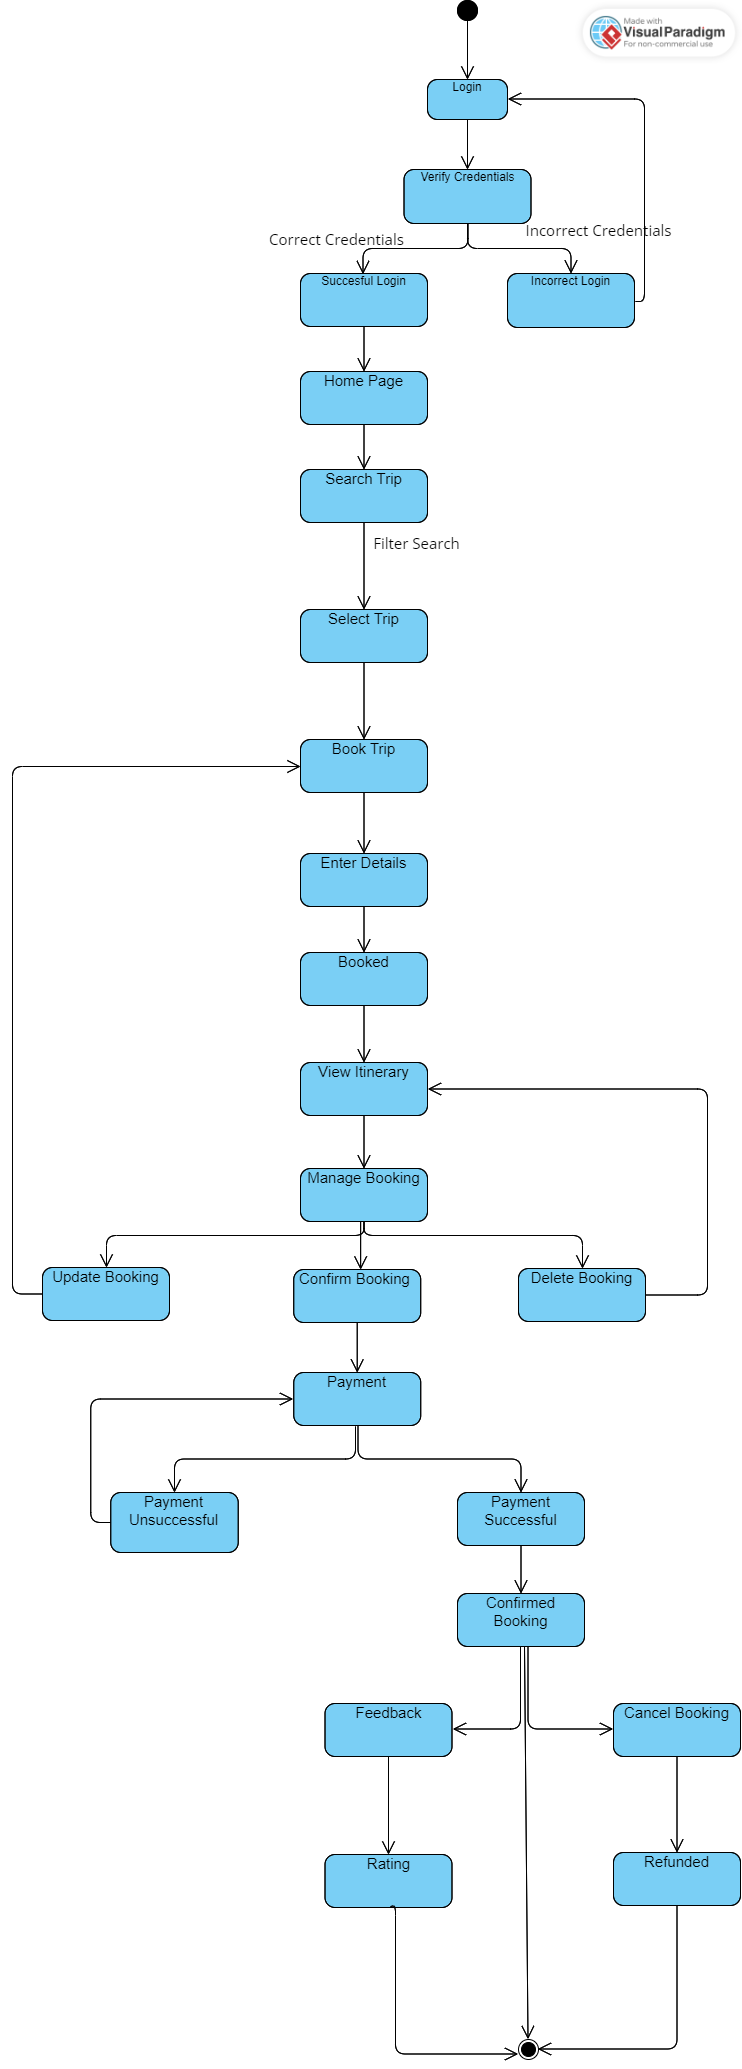 Made with
VisualParadigm
For non-commercial use
Login
Verify Credentials
Correct Credentials
Incorrect Credentials
Succesful Login
Incorrect Login
Home Page
Search Trip
Filter Search
Select Trip
Book Trip
Enter Details
Booked
View Itinerary
Manage Booking
Update Booking
Confirm Booking
Delete Booking
Payment
Payment
Unsuccessful
Payment
Successful
Confirmed
Booking
Feedback
Cancel Booking
Rating
Refunded